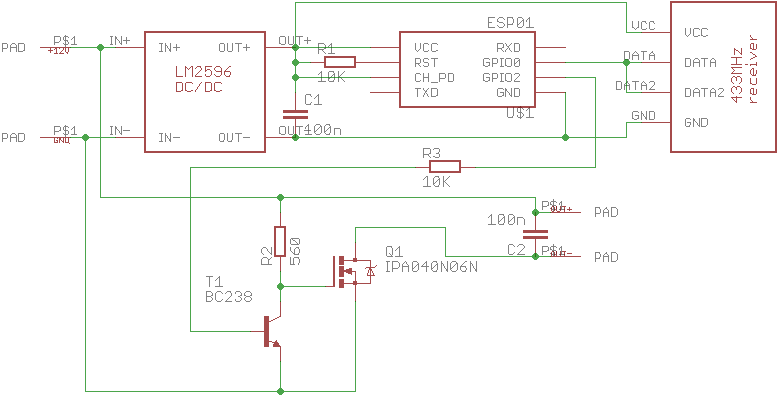 ESP01
VCC
RXD
RST
GPIO0
CH_PD
GPIO2
TXD
GND
U$1
VCC
DATA
DATA2
GND
VCC
DATA
DATA2
GND
433MHz
receiver
PAD
P$1
+12V
IN+
IN+
OUT+
OUT+
LM2596
DC/DC
PAD
P$1
GND
IN-
IN-
OUT-
OUT-
R1
10K
C1
100n
R3
10K
R2
560
T1
BC238
Q1
IPA040N06N
100n
C2
P$1
OUT+
PAD
P$1
OUT-
PAD